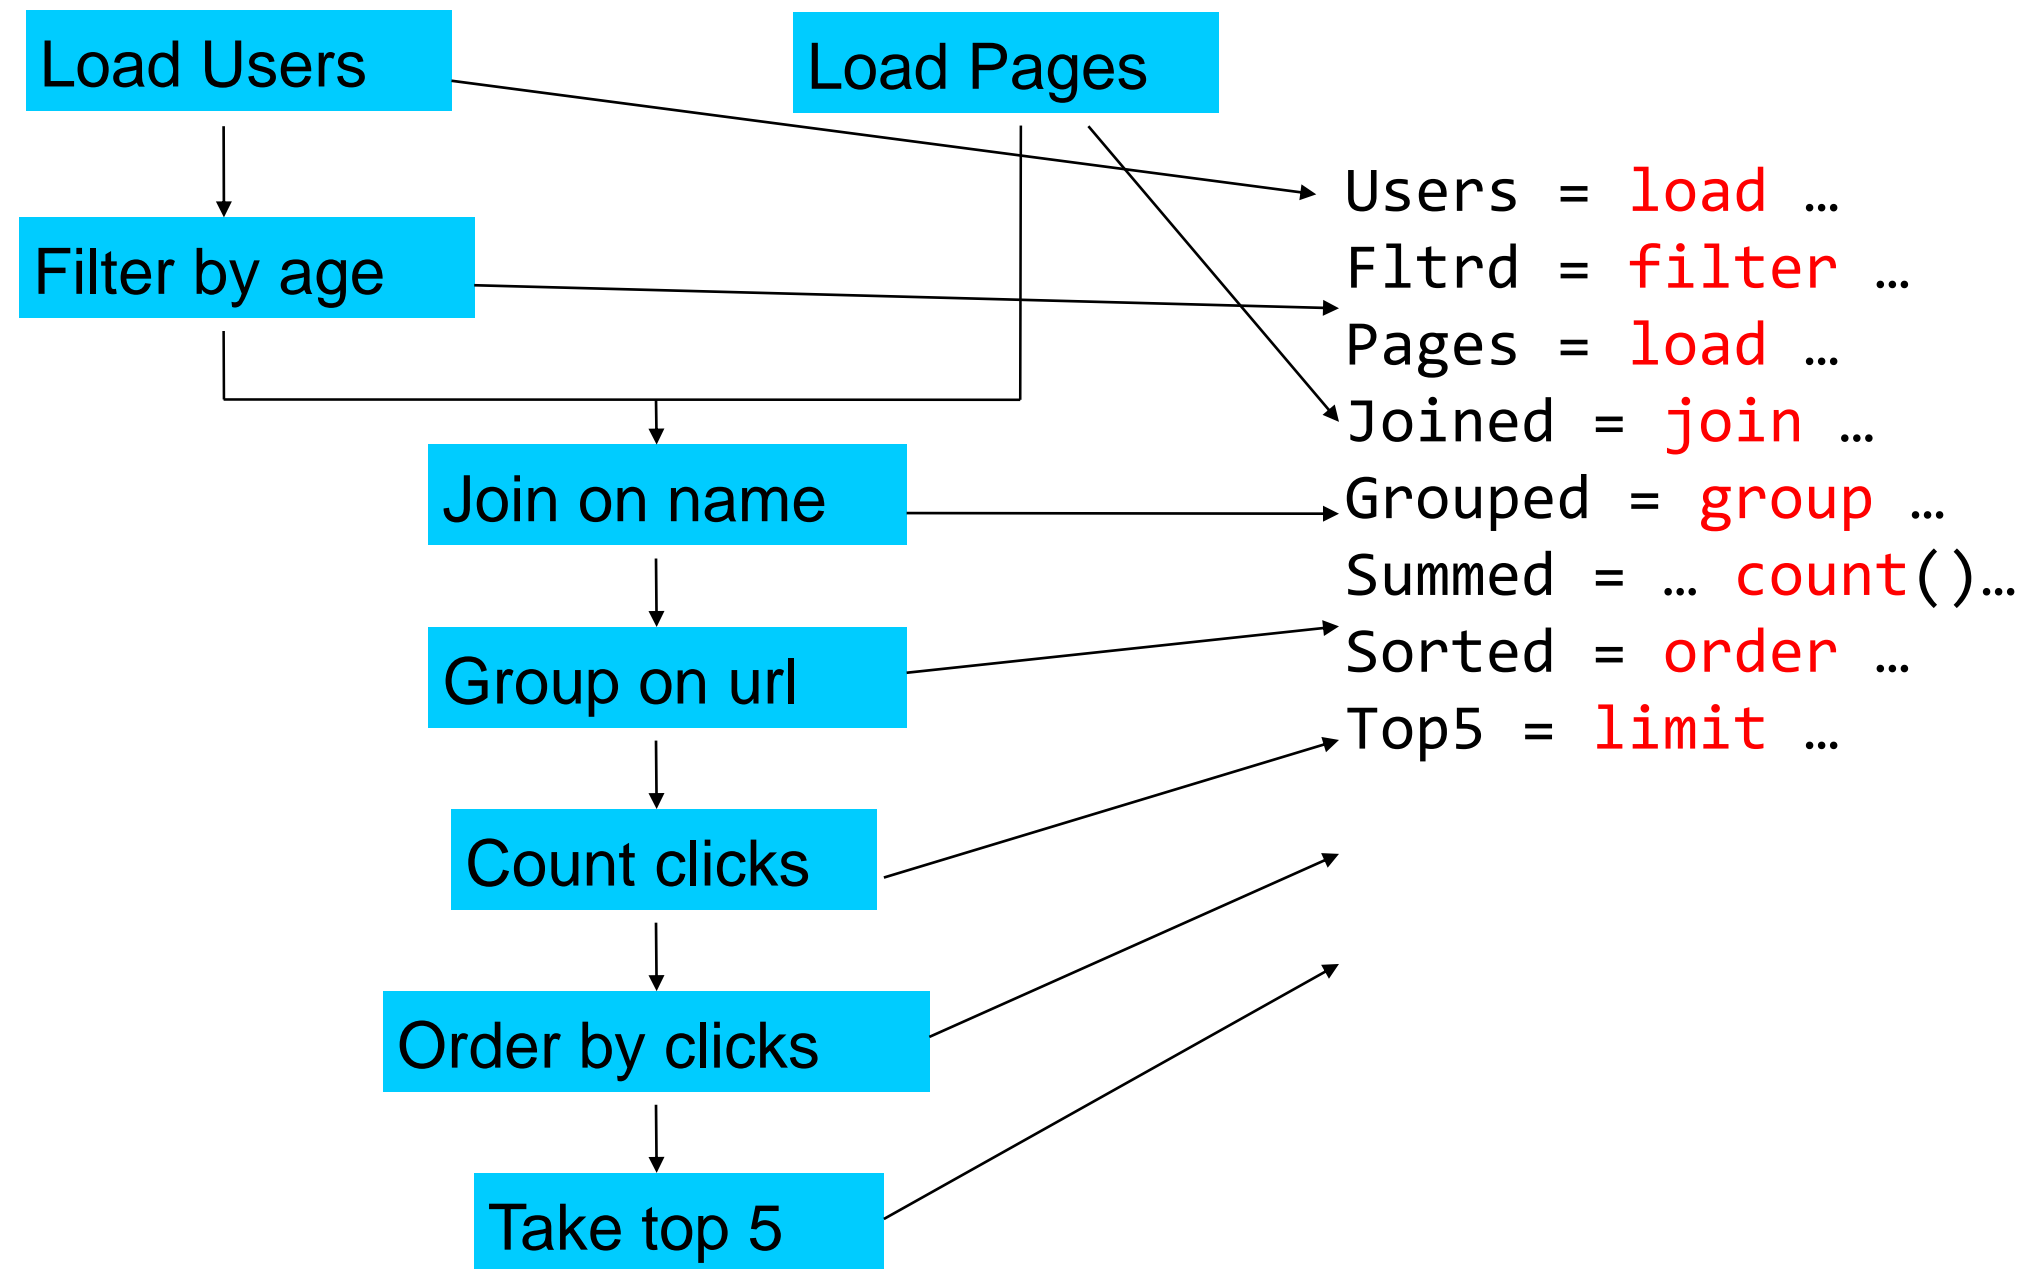 Load Users
Load Pages
Filter by age
Join on name
Group on url
Count clicks
Order by clicks
Take top 5
Users = load …
Fltrd = filter …
Pages = load …
Joined = join …
Grouped = group …
Summed = … count()…
Sorted = order …
Top5 = limit …